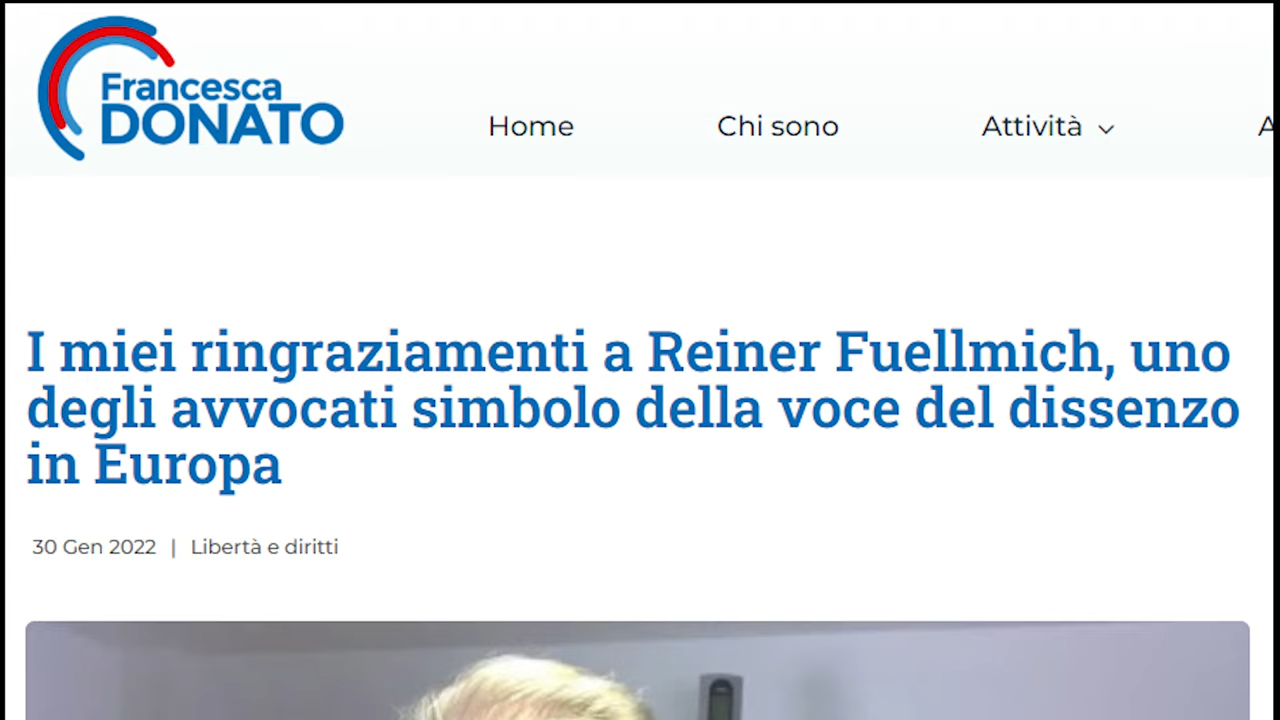 Francesca
DONATO
Home
Chi sono
Attività
A
I miei ringraziamenti a Reiner Fuellmich, uno
degli avvocati simbolo della voce del dissenzo
in Europa
30 Gen 2022 | Libertà e diritti